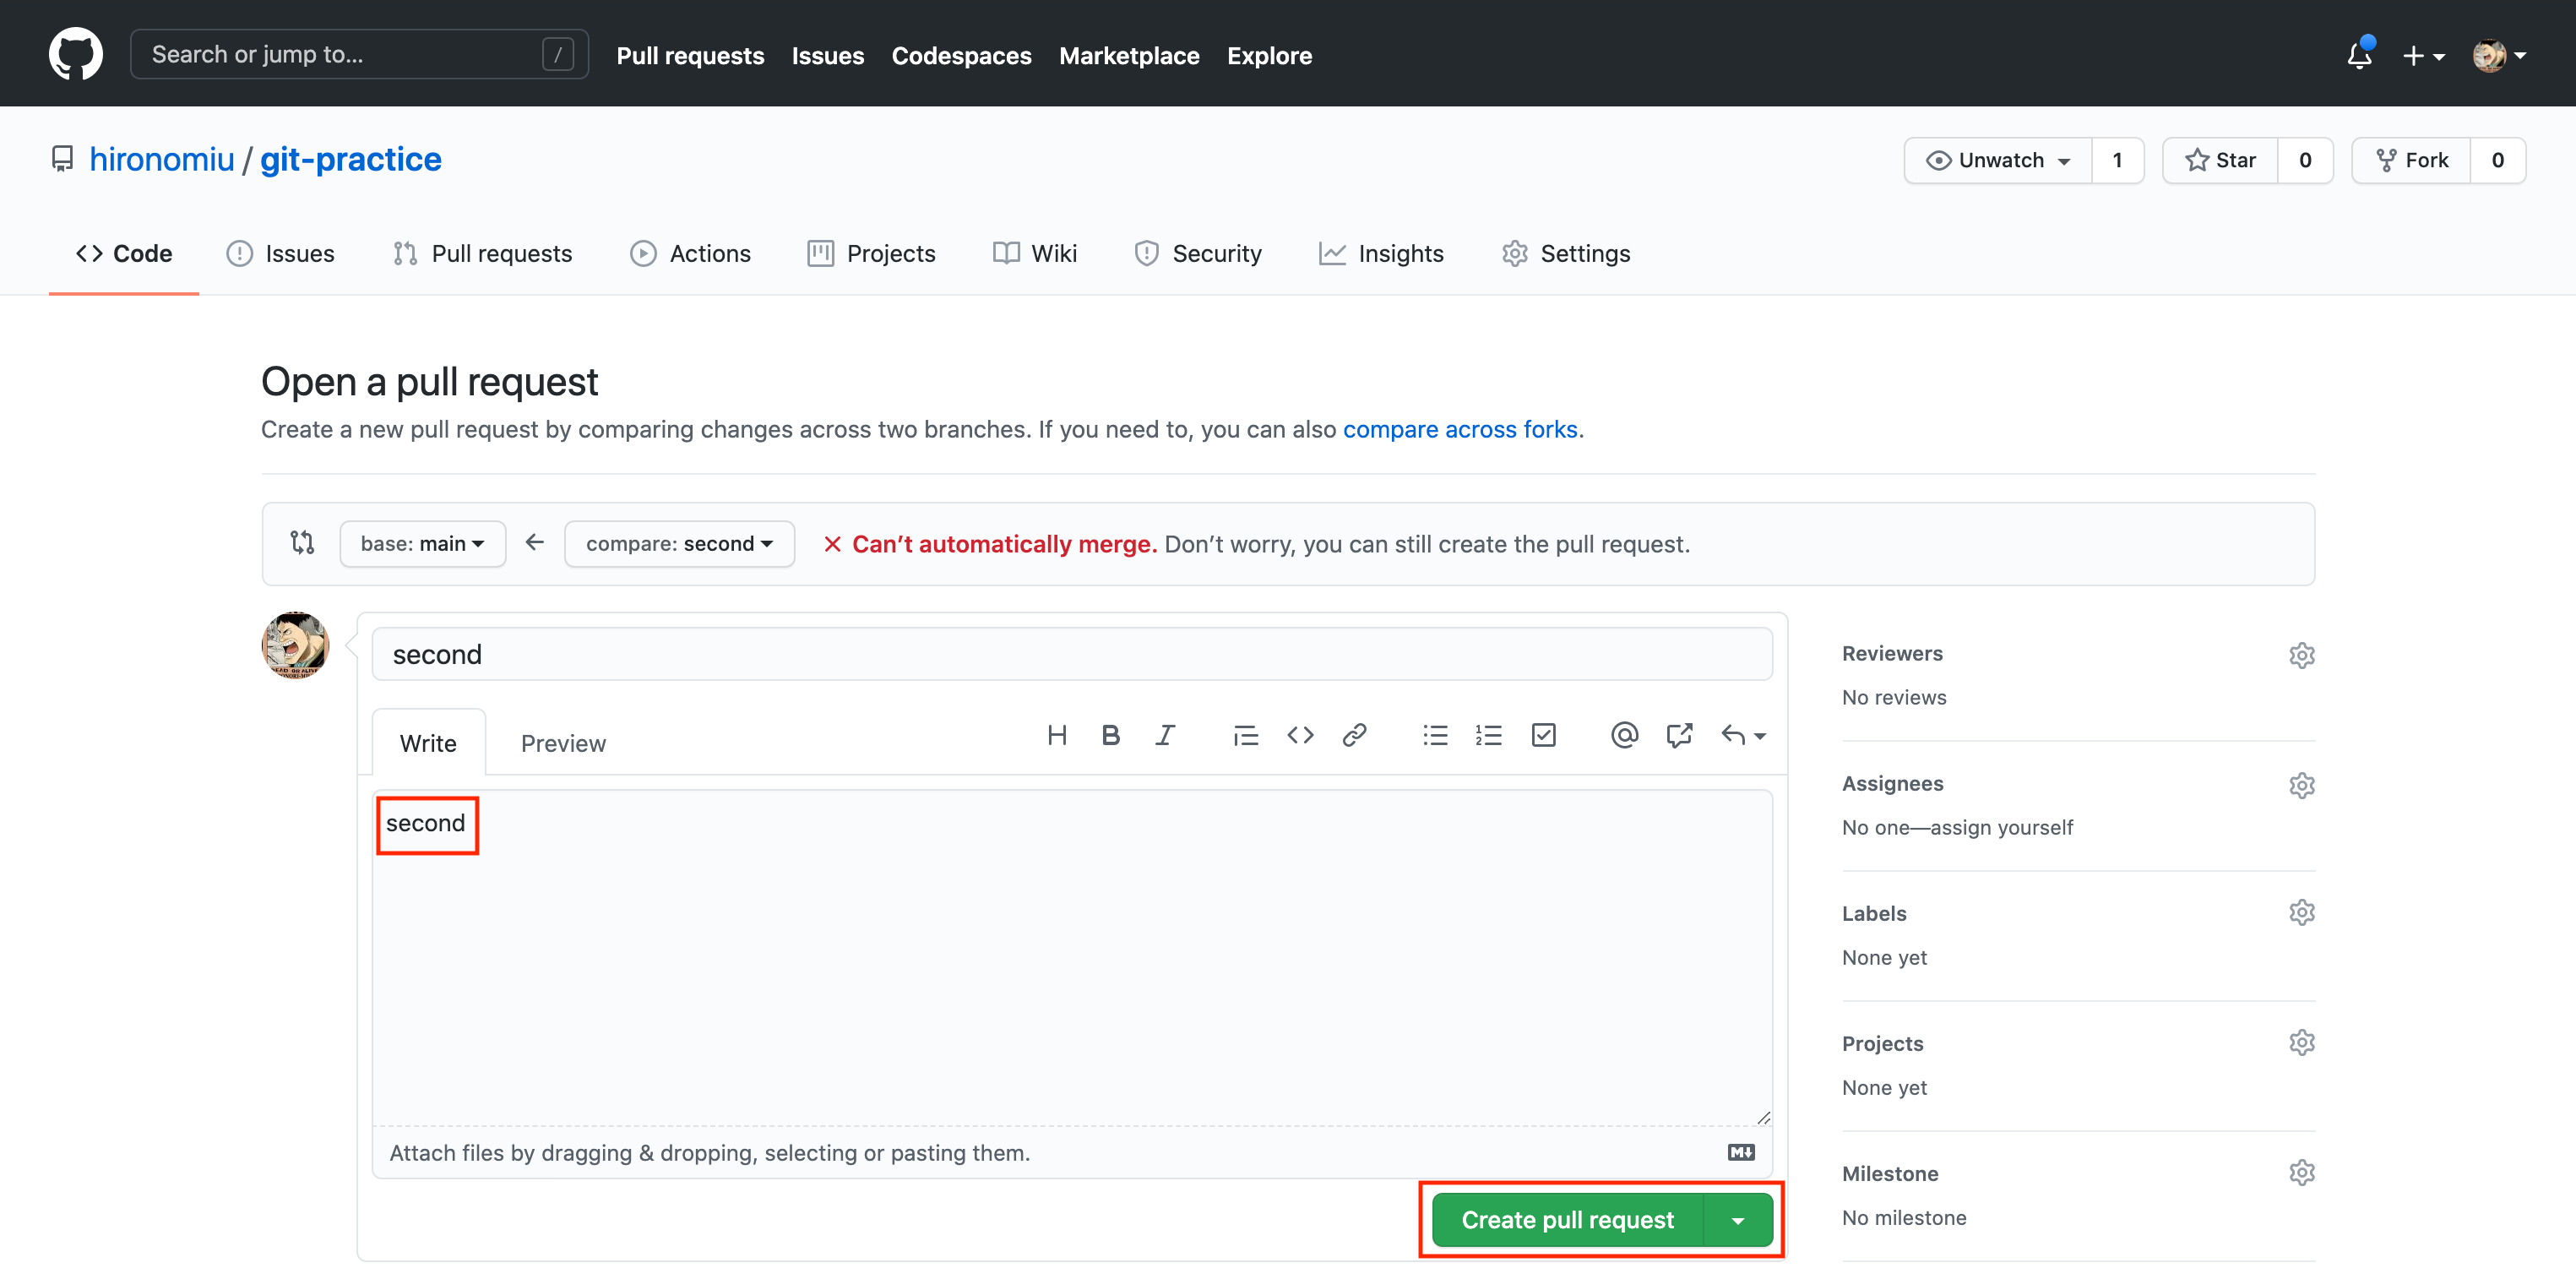 Search or jump to... / Pull requests Issues Codespaces Marketplace Explore
hironomiu / git-practice Unwatch 1 Star 0 Fork 0
Code Issues Pull requests Actions Projects Wiki Security Insights Settings
Open a pull request
Create a new pull request by comparing changes across two branches. If you need to, you can also compare across forks.
base: main compare: second Can’t automatically merge. Don’t worry, you can still create the pull request.
second
Write Preview
second
Attach files by dragging & dropping, selecting or pasting them.
Create pull request
Reviewers
No reviews
Assignees
No one—assign yourself
Labels
None yet
Projects
None yet
Milestone
No milestone